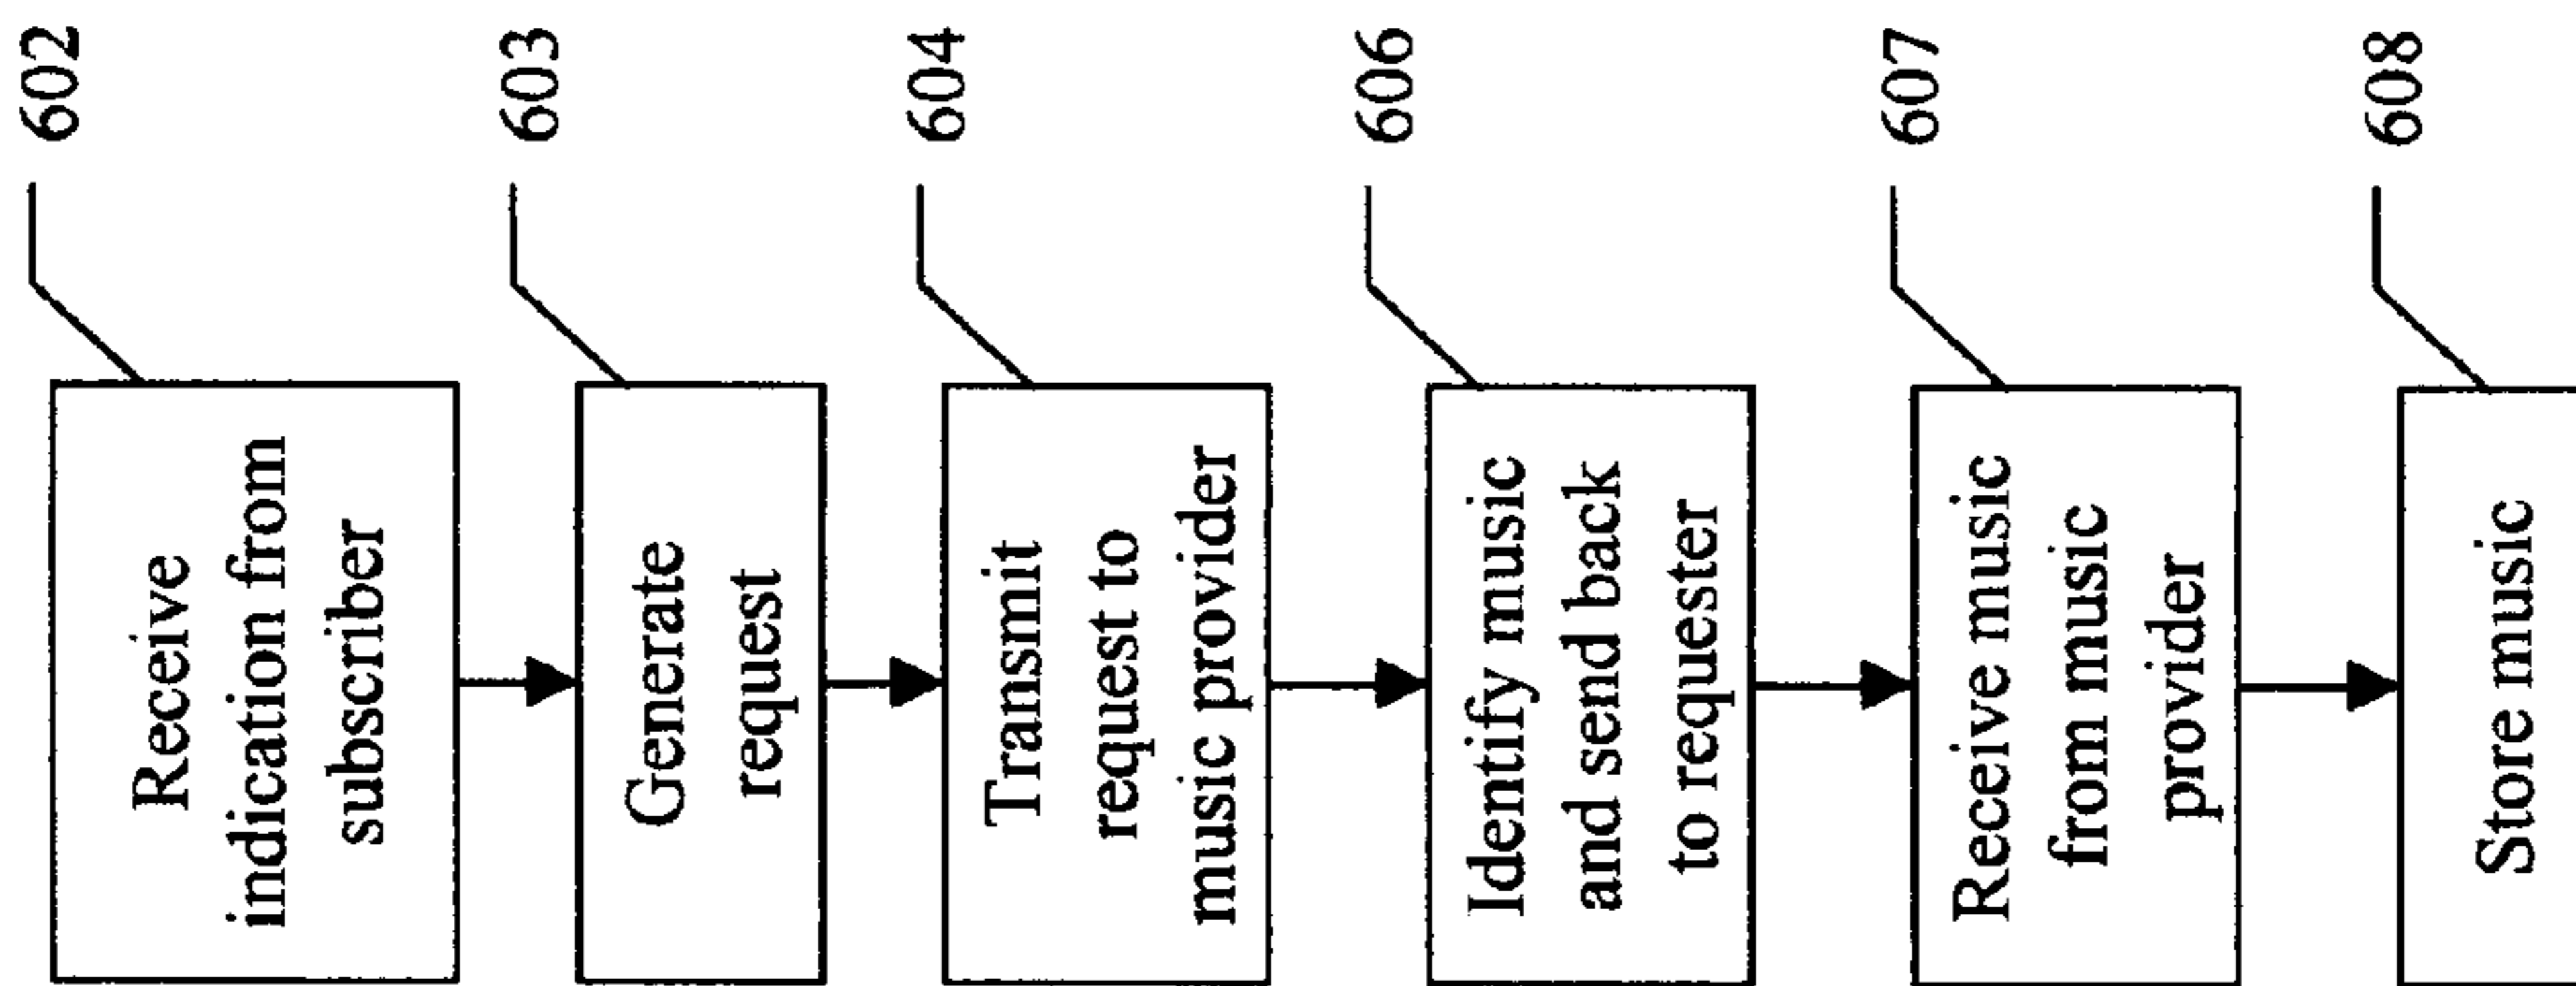 Receive
indication from
subscriber
602
Generate
request
603
Transmit
request to
music provider
604
Identify music
and send back
to requester
606
Receive music
from music
provider
607
Store music
608